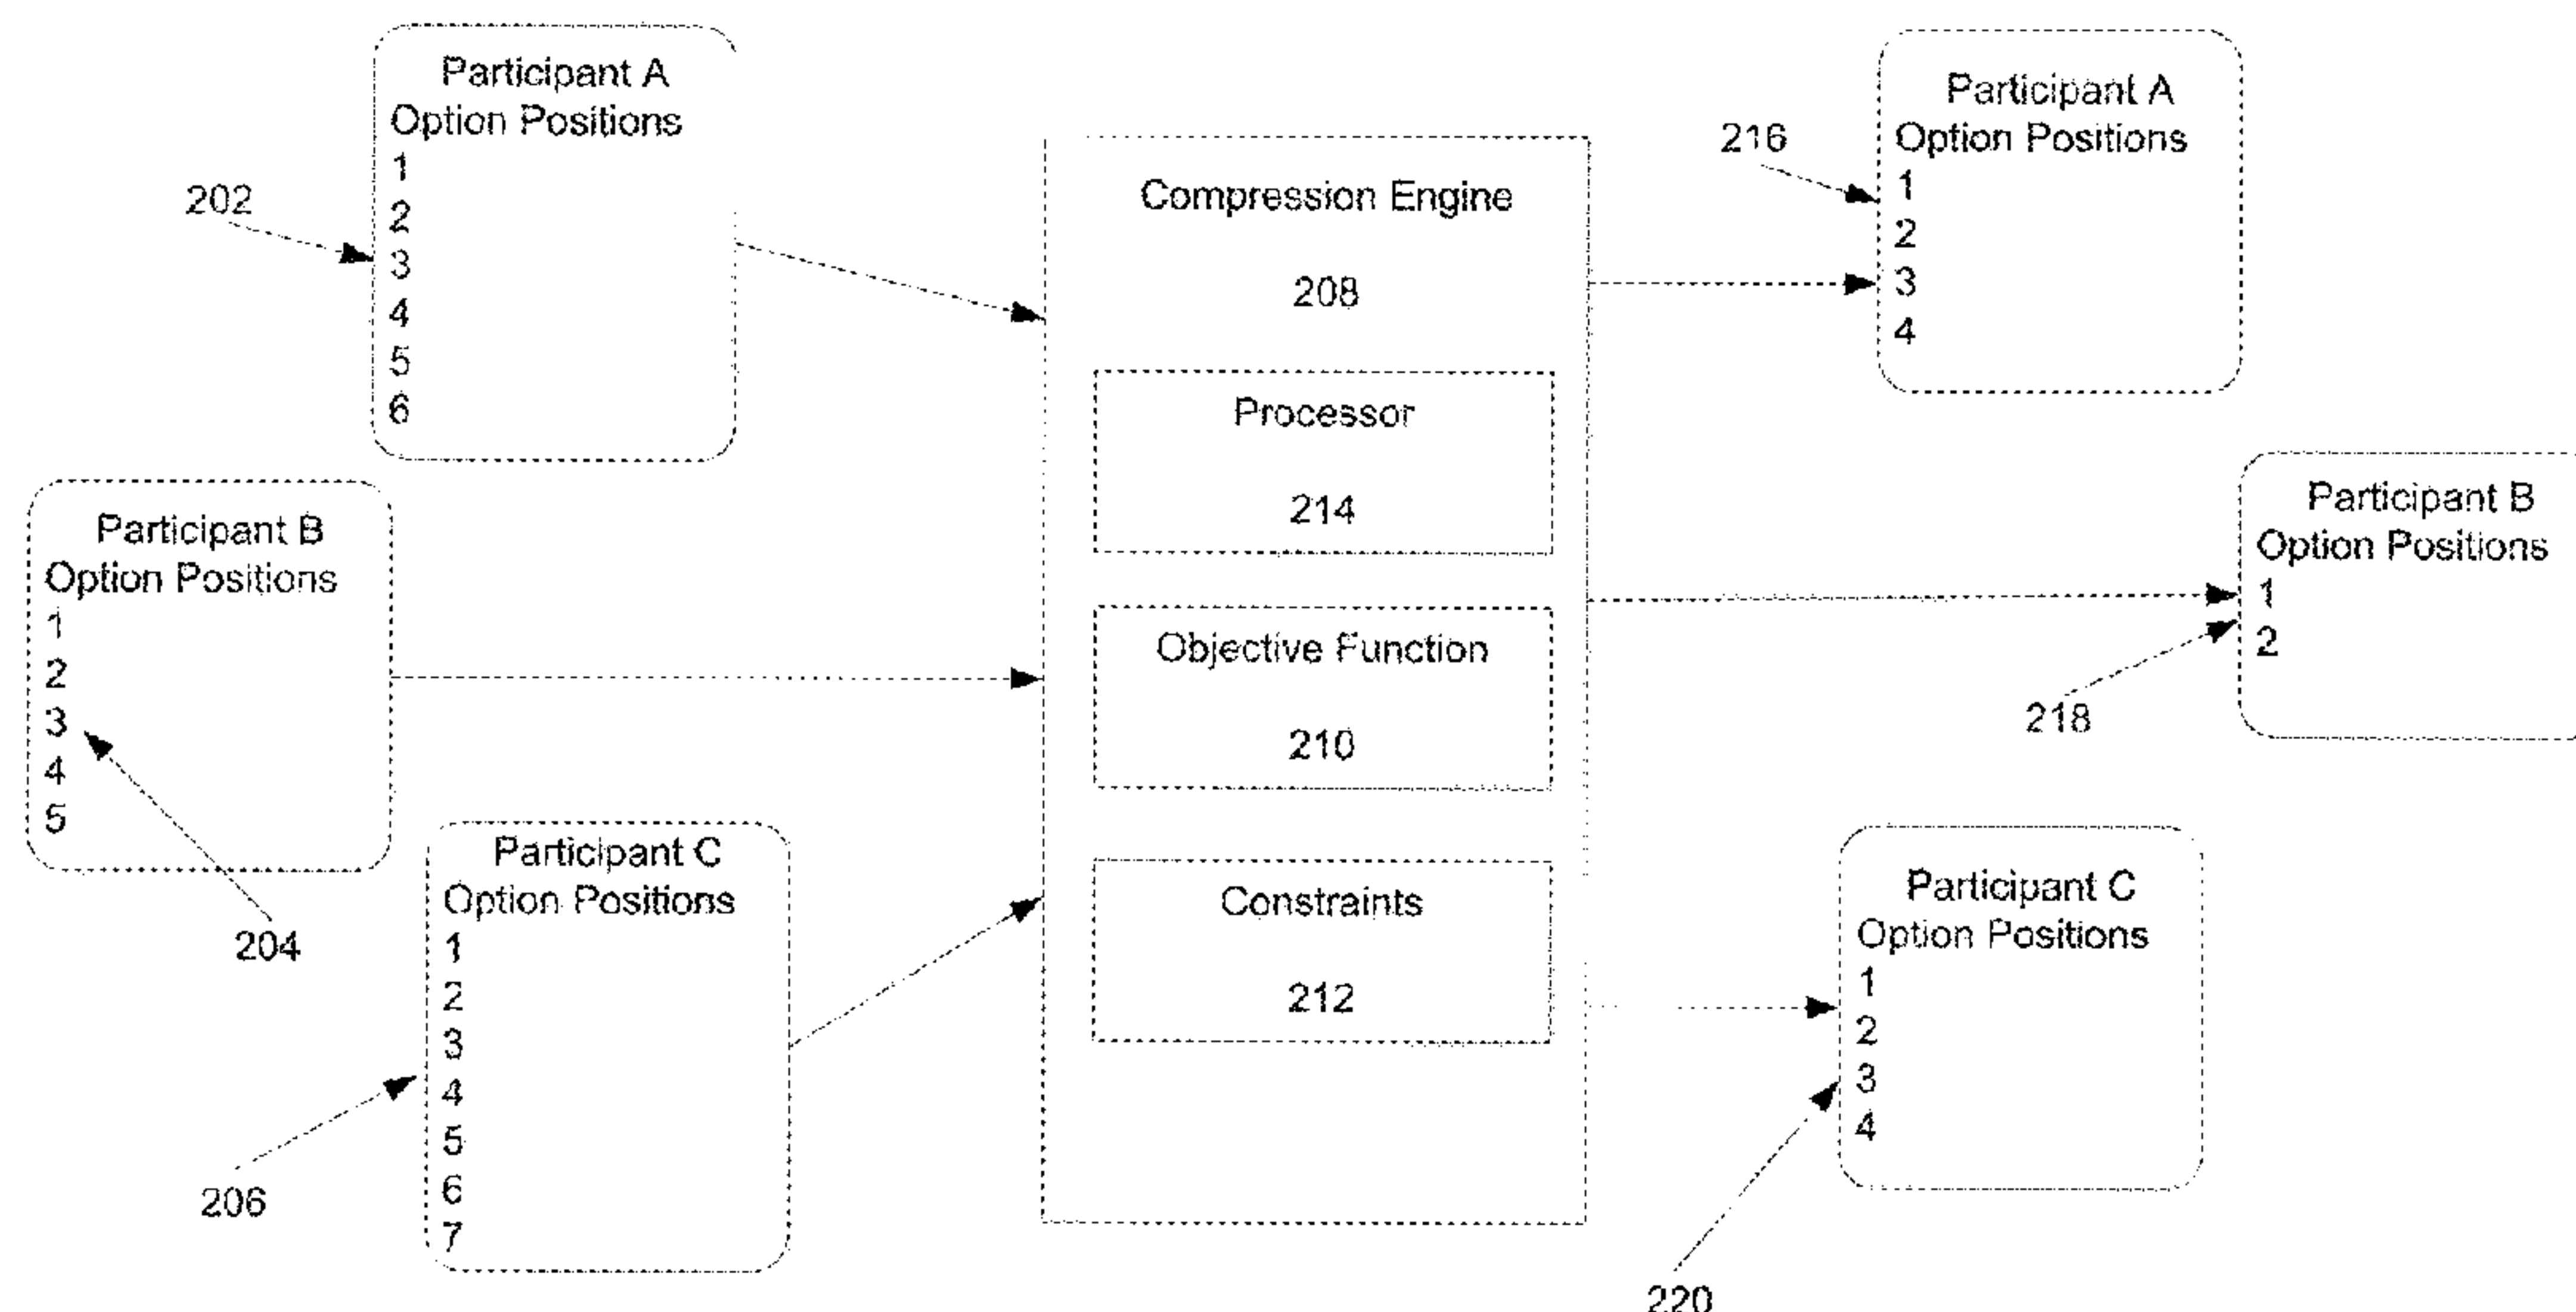 Participant A
Option Positions
1
2
3
4
5
6
202
Participant B
Option Positions
1
2
3
4
5
204
Participant C
Option Positions
1
2
3
4
5
6
7
206
Compression Engine
208
Processor
214
Objective Function
210
Constraints
212
Participant A
Option Positions
1
2
3
4
216
Participant B
Option Positions
1
2
218
Participant C
Option Positions
1
2
3
4
220